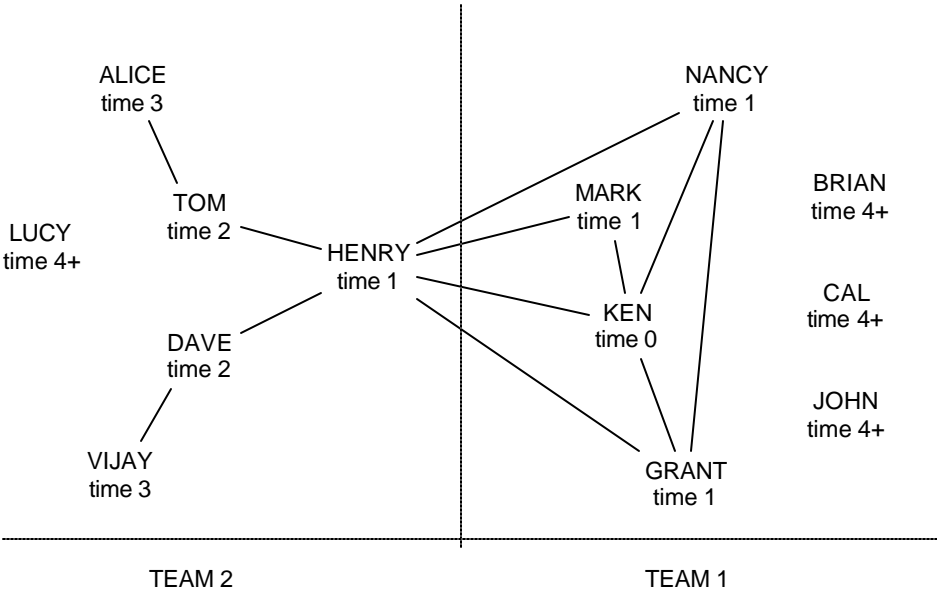 ALICE
time 3
NANCY
time 1
BRIAN
time 4+
MARK
time 1
TOM
time 2
LUCY
time 4+
HENRY
time 1
CAL
time 4+
KEN
time 0
DAVE
time 2
JOHN
time 4+
VIJAY
time 3
GRANT
time 1
TEAM 2
TEAM 1